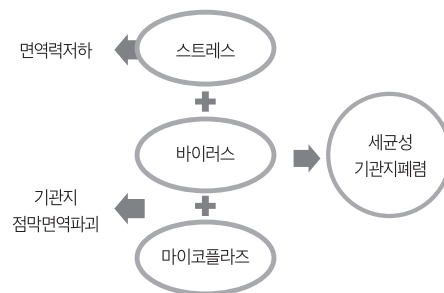 면역력저하
스트레스
바이러스
세균성
기관지폐렴
기관지
점막면역파괴
마이코플라즈